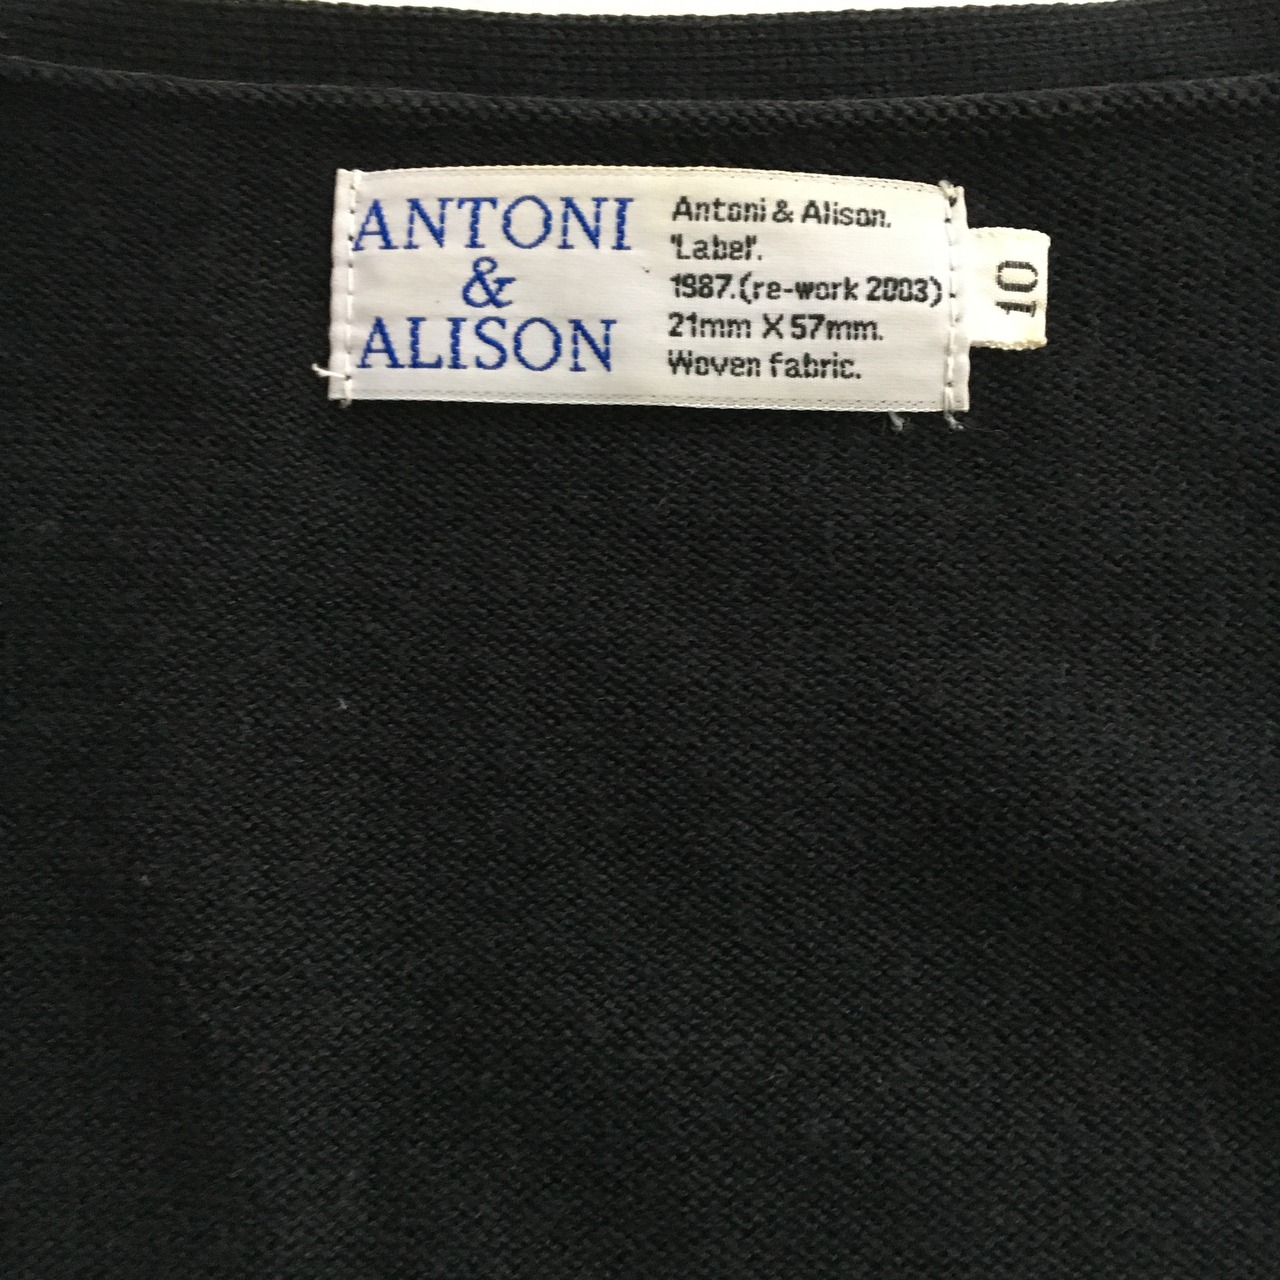 ANTONI
&
ALISON
Antoni & Alison.
'Label'.
1987.(re-work 2003).
21mm X 57mm.
Woven fabric.
10